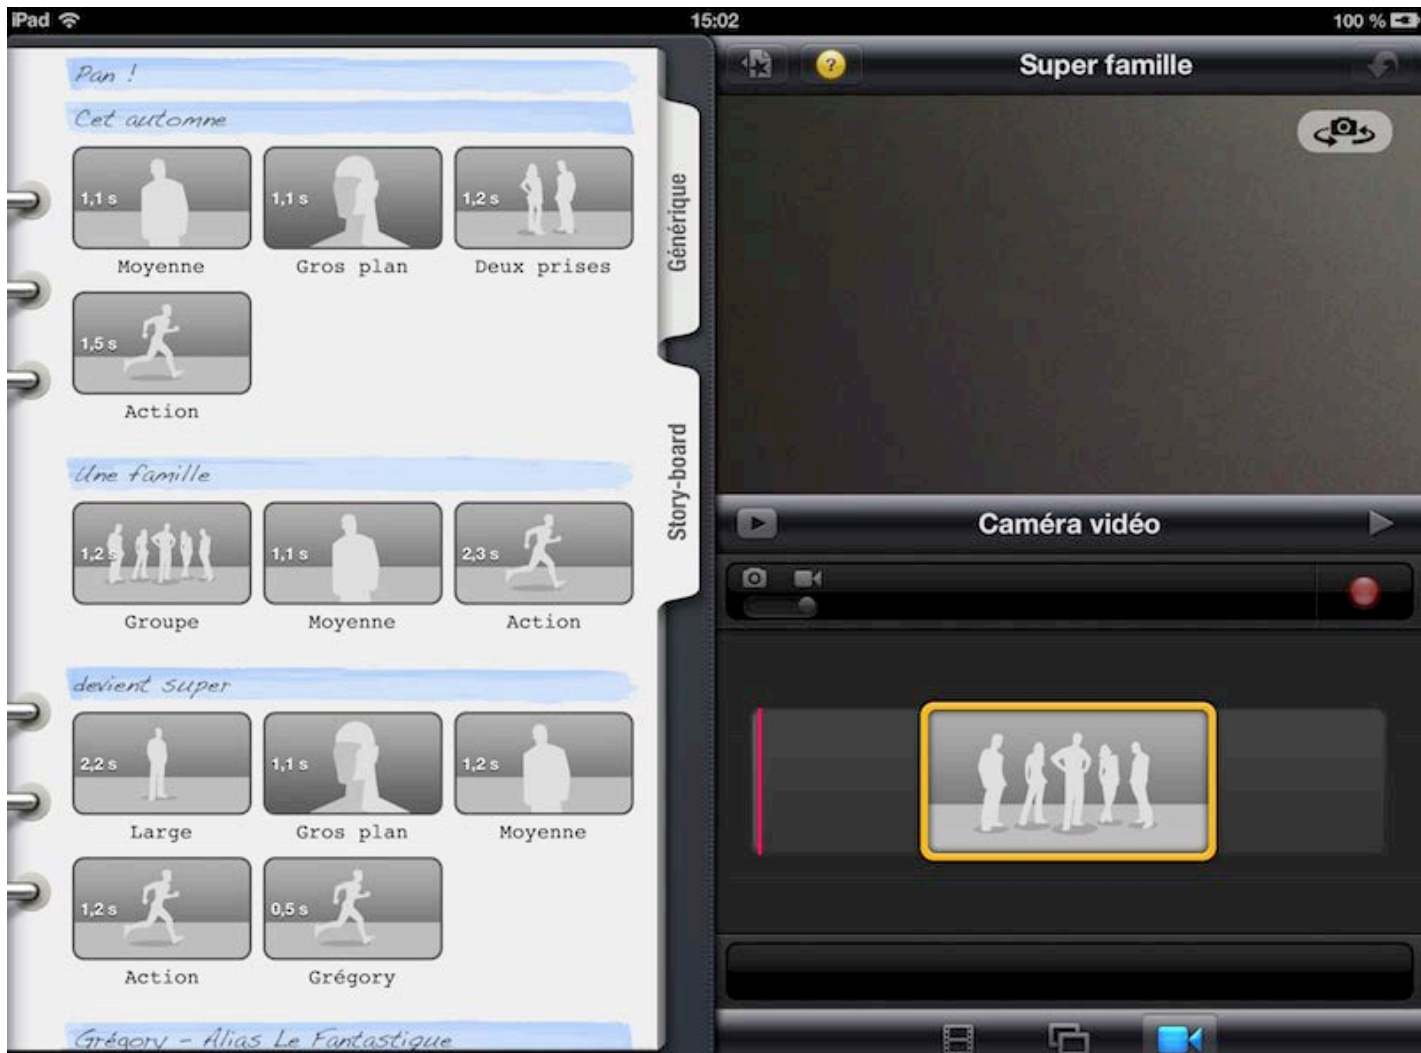 iPad
15:02
100 %
Pan !
Cet automne
1,1 s
1,1 s
1,2 s
Moyenne
Gros plan
Deux prises
1,5 s
Action
Une famille
1,2 s
1,1 s
2,3 s
Groupe
Moyenne
Action
devient super
2,2 s
1,1 s
1,2 s
Large
Gros plan
Moyenne
1,2 s
0,5 s
Action
Grégory
Grégory - Alias Le Fantastique
Générique
Story-board
?
Super famille
Caméra vidéo